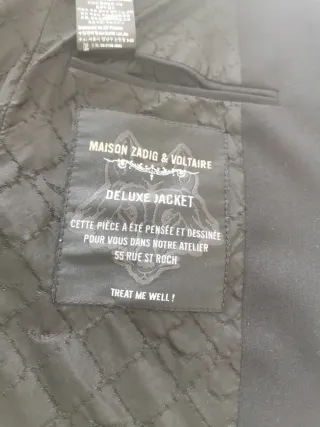 MAISON ZADIG & VOLTAIRE
DELUXE JACKET
CETTE PIÈCE A ÉTÉ PENSÉE ET DESSINÉE
POUR VOUS DANS NOTRE ATELIER
55 RUE ST ROCH
TREAT ME WELL !